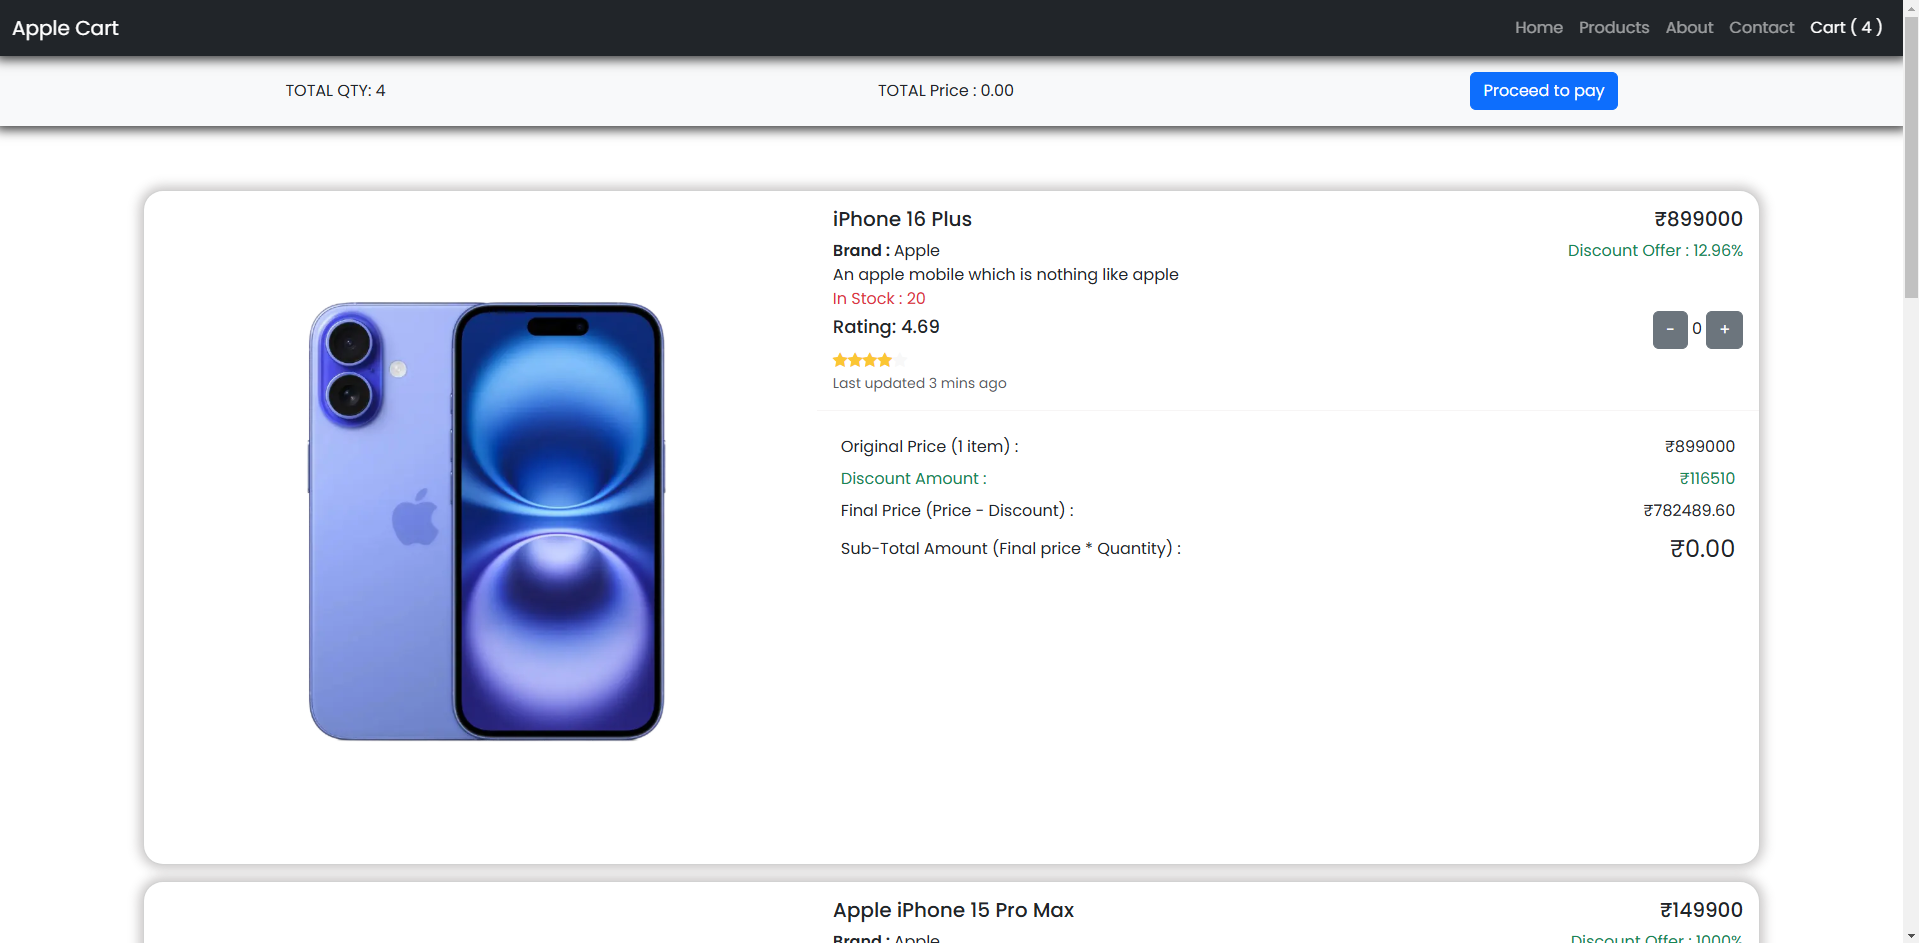 Apple Cart
Home Products About Contact Cart ( 4 )
TOTAL QTY: 4 TOTAL Price : 0.00 Proceed to pay
iPhone 16 Plus ₹899000
Brand : Apple Discount Offer : 12.96%
An apple mobile which is nothing like apple
In Stock : 20
Rating: 4.69 - 0 +
Last updated 3 mins ago
Original Price (1 item) : ₹899000
Discount Amount : ₹116510
Final Price (Price - Discount) : ₹782489.60
Sub-Total Amount (Final price * Quantity) : ₹0.00
Apple iPhone 15 Pro Max ₹149900
Brand : Apple Discount Offer : 1000%